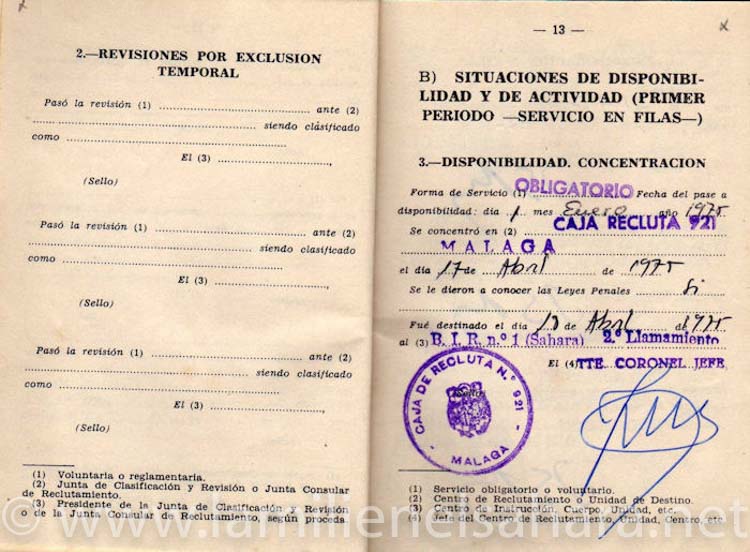 2.—REVISIONES POR EXCLUSION
TEMPORAL
Pasó la revisión (1) ........ ante (2)
........ siendo clasificado
como ........
El (3) ........,
(Sello)
Pasó la revisión (1) ........ ante (2)
........ siendo clasificado
como ........
El (3) ........,
(Sello)
Pasó la revisión (1) ........ ante (2)
........ siendo clasificado
como ........
El (3) ........,
(Sello)
(1) Voluntaria o reglamentaria.
(2) Junta de Clasificación y Revisión o Junta Consular
de Reclutamiento.
(3) Presidente de la Junta de Clasificación y Revisión
o de la Junta Consular de Reclutamiento, según proceda.
— 13 —
B) SITUACIONES DE DISPONIBI-
LIDAD Y DE ACTIVIDAD (PRIMER
PERIODO —SERVICIO EN FILAS—)
3.—DISPONIBILIDAD. CONCENTRACION
Forma de Servicio (1) OBLIGATORIO Fecha del pase a
disponibilidad: día 1 mes Enero año 1975
Se concentró en (2) CAJA RECLUTA 921
MALAGA
el día 17 de Abril de 1975
Se le dieron a conocer las Leyes Penales Si
Fué destinado el día de Abril de 1975
al (3) B. I. R. n.º 1 (Sahara) 2.º Llamamiento
El (4) TTE. CORONEL JEFE
CAJA DE RECLUTA N.º 921
- MALAGA -
(Sello)
(1) Servicio obligatorio o voluntario.
(2) Centro de Reclutamiento o Unidad de Destino.
(3) Centro de Instrucción, Cuerpo, Unidad, etc.
(4) Jefe del Centro de Reclutamiento, Unidad, Centro, etc.
© www.lamilienelsahara.net